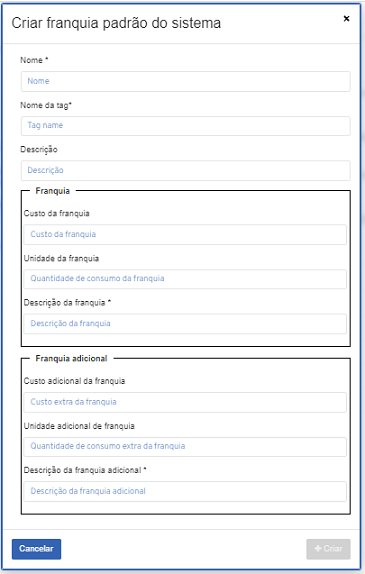 Criar franquia padrão do sistema
×
Nome *
Nome
Nome da tag*
Tag name
Descrição
Descrição
Franquia
Custo da franquia
Custo da franquia
Unidade da franquia
Quantidade de consumo da franquia
Descrição da franquia *
Descrição da franquia
Franquia adicional
Custo adicional da franquia
Custo extra da franquia
Unidade adicional de franquia
Quantidade de consumo extra da franquia
Descrição da franquia adicional *
Descrição da franquia adicional
Cancelar
+ Criar